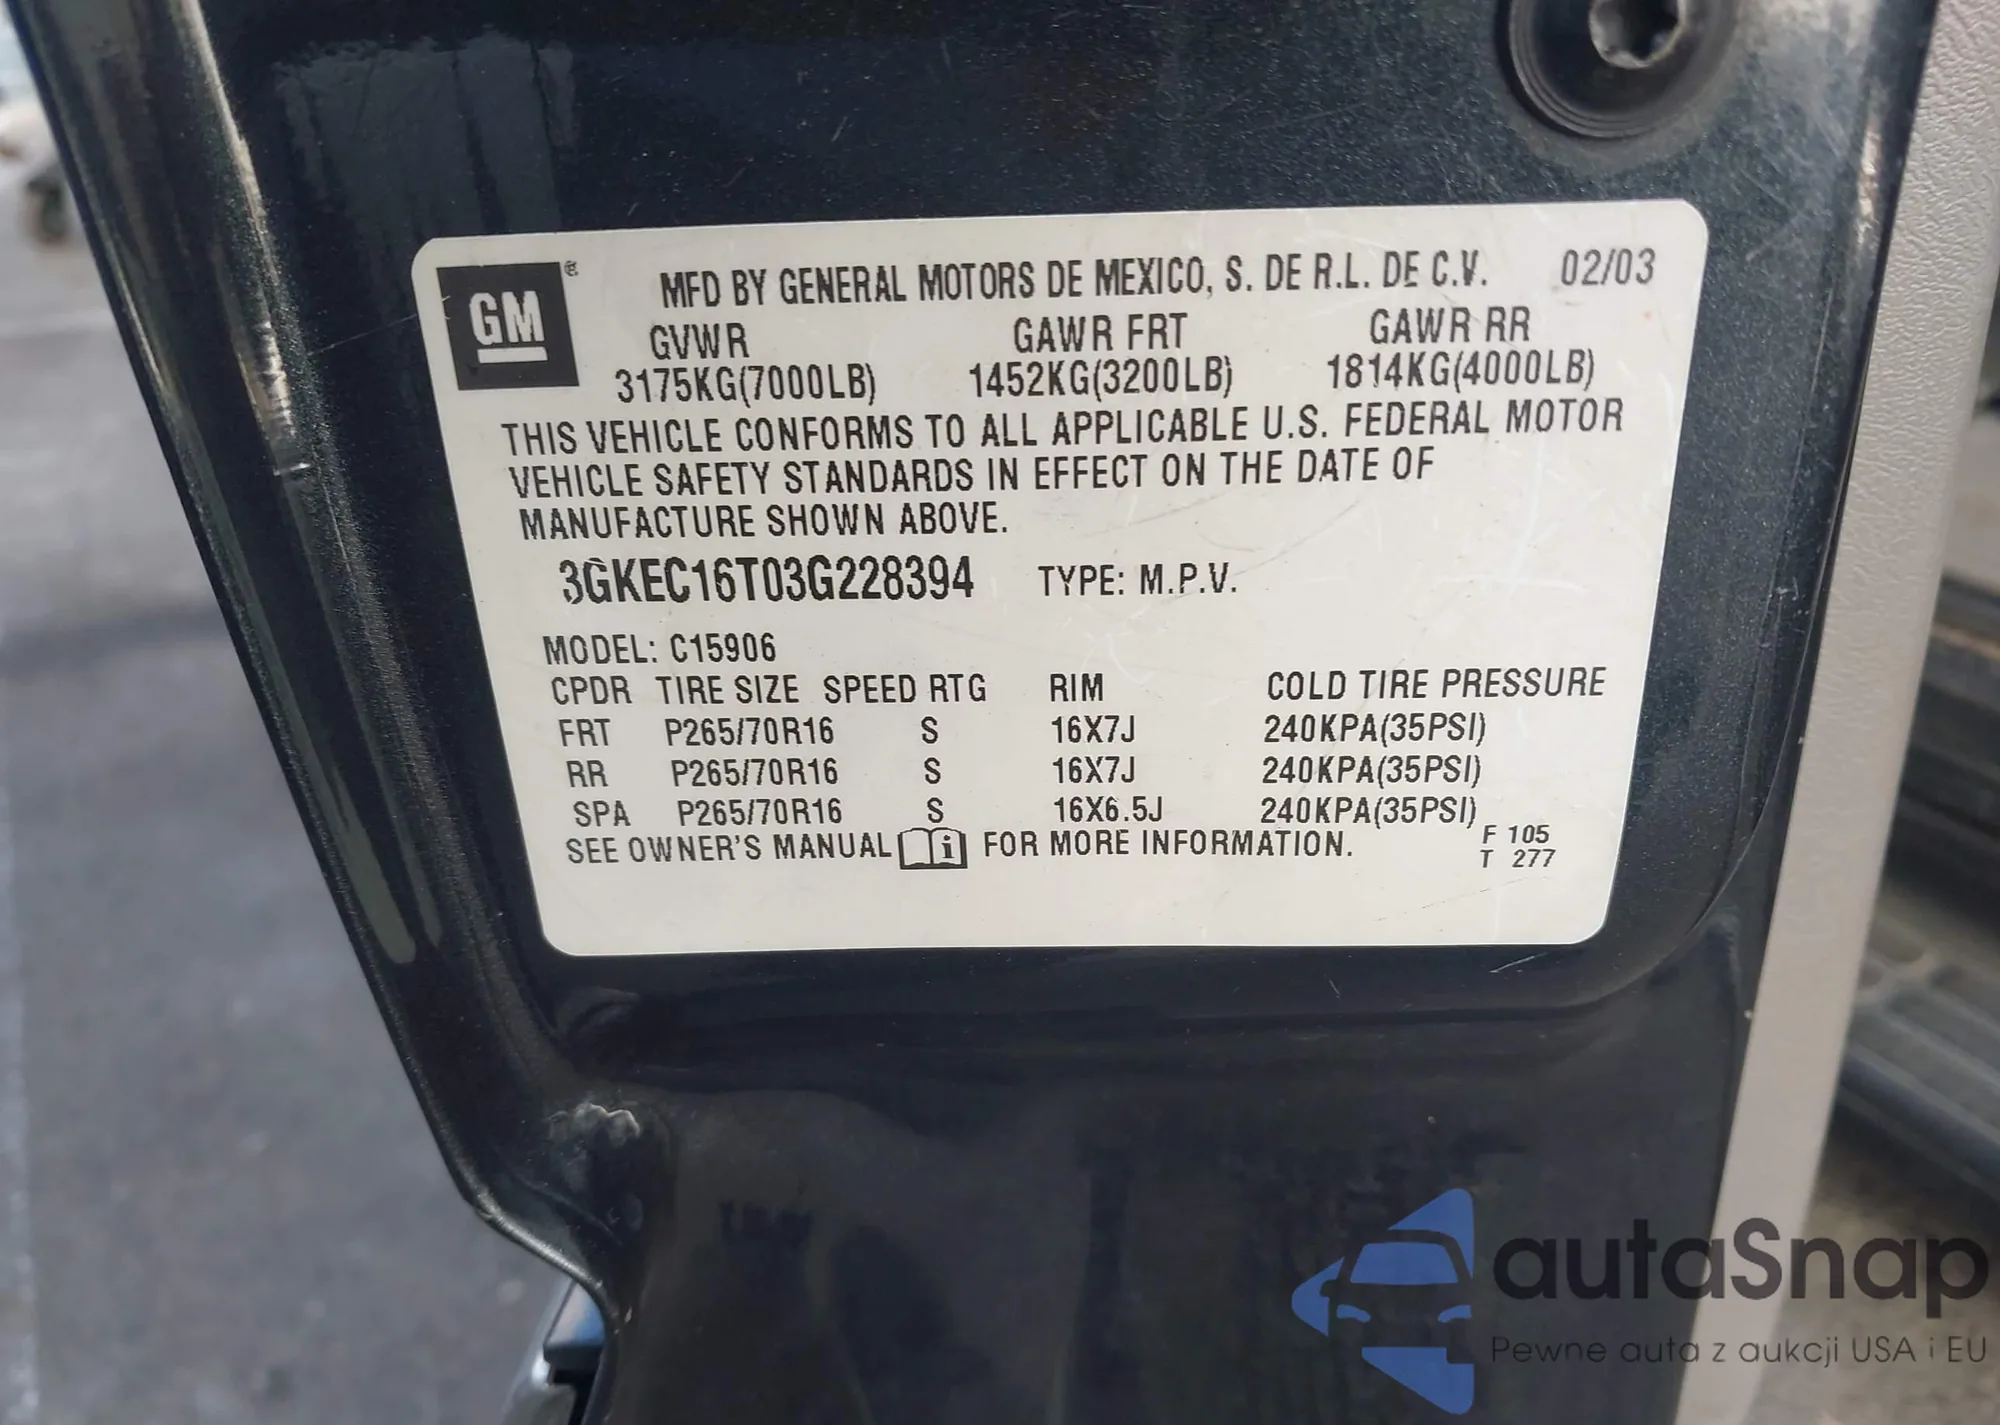 GM ®
MFD BY GENERAL MOTORS DE MEXICO, S. DE R.L. DE C.V. 02/03
GVWR GAWR FRT GAWR RR
3175KG(7000LB) 1452KG(3200LB) 1814KG(4000LB)
THIS VEHICLE CONFORMS TO ALL APPLICABLE U.S. FEDERAL MOTOR
VEHICLE SAFETY STANDARDS IN EFFECT ON THE DATE OF
MANUFACTURE SHOWN ABOVE.
3GKEC16T03G228394 TYPE: M.P.V.
MODEL: C15906
CPDR TIRE SIZE SPEED RTG RIM COLD TIRE PRESSURE
FRT P265/70R16 S 16X7J 240KPA(35PSI)
RR P265/70R16 S 16X7J 240KPA(35PSI)
SPA P265/70R16 S 16X6.5J 240KPA(35PSI)
SEE OWNER'S MANUAL i FOR MORE INFORMATION.
F 105
T 277
autaSnap
Pewne auta z aukcji USA i EU